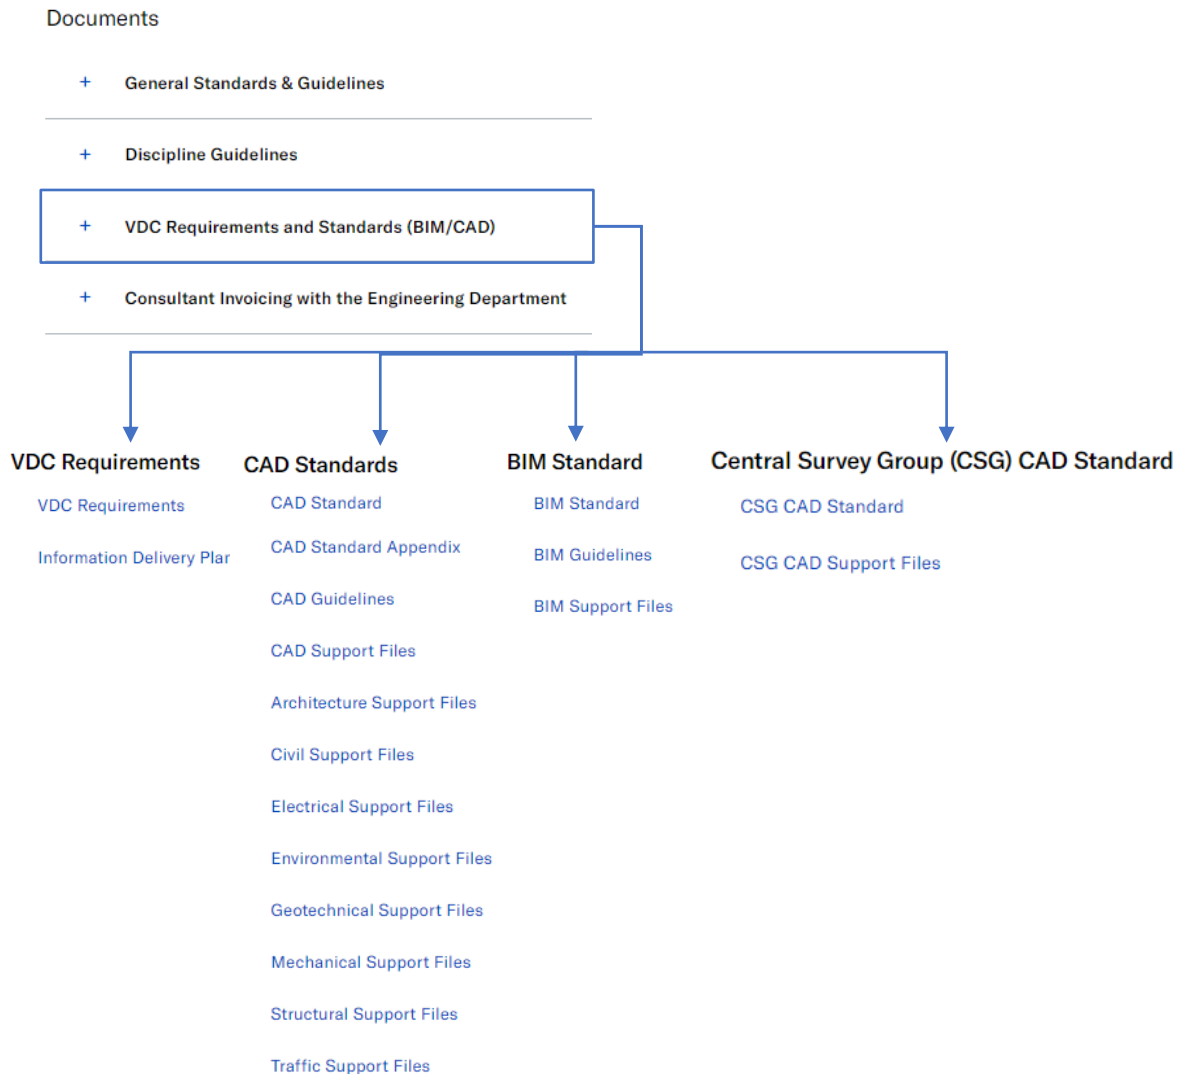 Documents
+ General Standards & Guidelines
+ Discipline Guidelines
+ VDC Requirements and Standards (BIM/CAD)
+ Consultant Invoicing with the Engineering Department
VDC Requirements
VDC Requirements
Information Delivery Plar
CAD Standards
CAD Standard
CAD Standard Appendix
CAD Guidelines
CAD Support Files
Architecture Support Files
Civil Support Files
Electrical Support Files
Environmental Support Files
Geotechnical Support Files
Mechanical Support Files
Structural Support Files
Traffic Support Files
BIM Standard
BIM Standard
BIM Guidelines
BIM Support Files
Central Survey Group (CSG) CAD Standard
CSG CAD Standard
CSG CAD Support Files